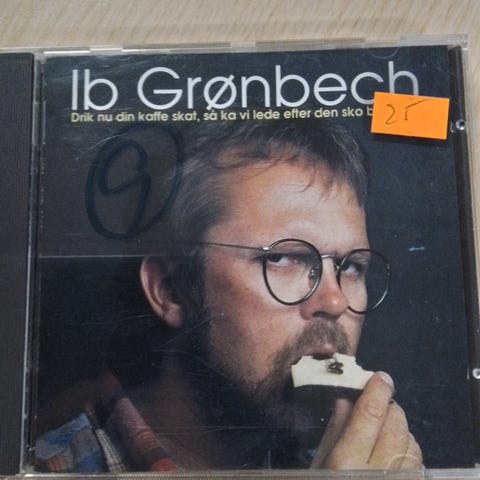 Ib Grønbech
Drik nu din kaffe skat, så ka vi lede efter den sko
25
9